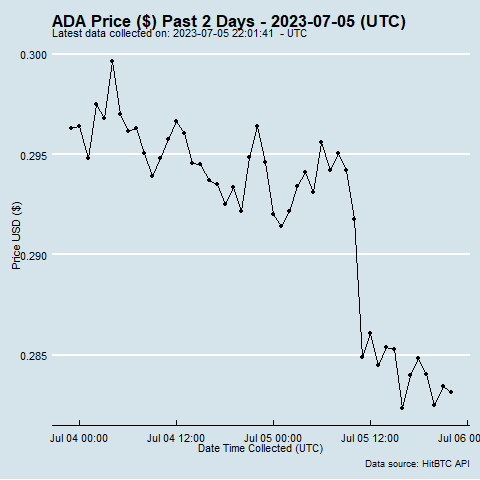 ADA Price ($) Past 2 Days - 2023-07-05 (UTC)
Latest data collected on: 2023-07-05 22:01:41 - UTC
0.300
0.295
0.290
0.285
Price USD ($)
Jul 04 00:00 Jul 04 12:00 Jul 05 00:00 Jul 05 12:00 Jul 06 00
Date Time Collected (UTC)
Data source: HitBTC API